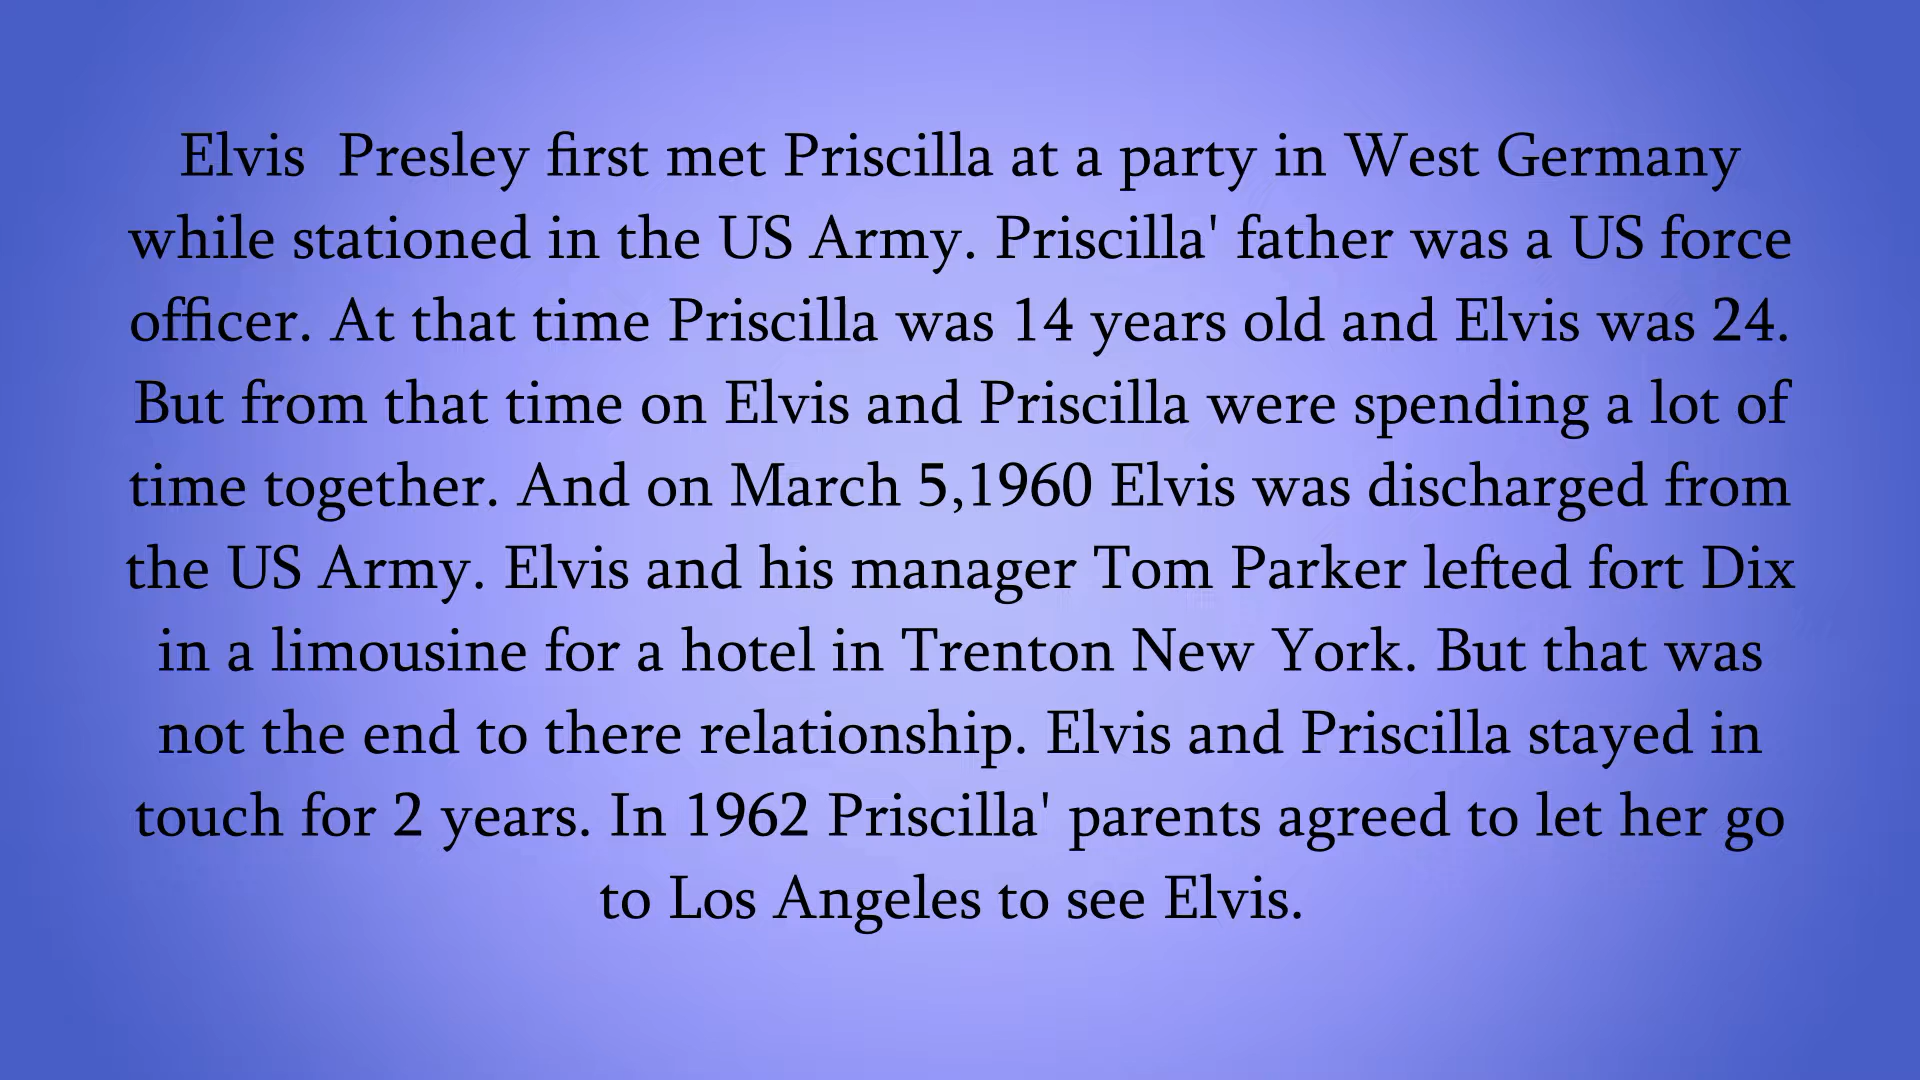 Elvis  Presley first met Priscilla at a party in West Germany
while stationed in the US Army. Priscilla' father was a US force
officer. At that time Priscilla was 14 years old and Elvis was 24.
But from that time on Elvis and Priscilla were spending a lot of
time together. And on March 5,1960 Elvis was discharged from
the US Army. Elvis and his manager Tom Parker lefted fort Dix
in a limousine for a hotel in Trenton New York. But that was
not the end to there relationship. Elvis and Priscilla stayed in
touch for 2 years. In 1962 Priscilla' parents agreed to let her go
to Los Angeles to see Elvis.